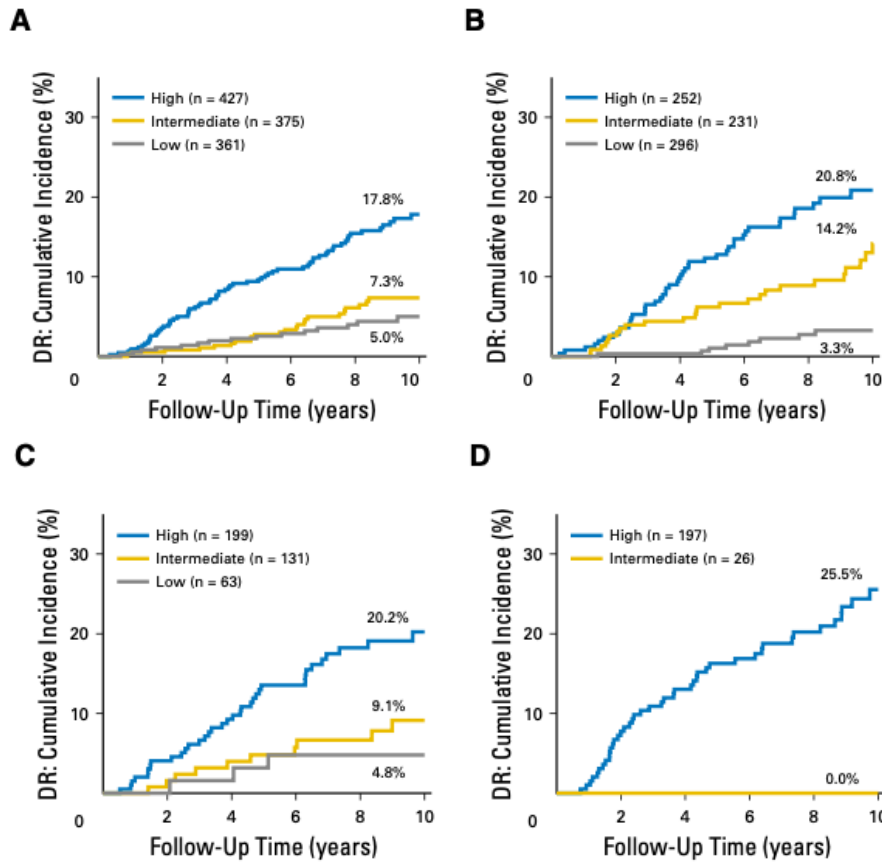 A
DR: Cumulative Incidence (%)
High (n = 427)
Intermediate (n = 375)
Low (n = 361)
30
20
10
0
17.8%
7.3%
5.0%
2 4 6 8 10
Follow-Up Time (years)
B
DR: Cumulative Incidence (%)
High (n = 252)
Intermediate (n = 231)
Low (n = 296)
30
20
10
0
20.8%
14.2%
3.3%
2 4 6 8 10
Follow-Up Time (years)
C
DR: Cumulative Incidence (%)
High (n = 199)
Intermediate (n = 131)
Low (n = 63)
30
20
10
0
20.2%
9.1%
4.8%
2 4 6 8 10
Follow-Up Time (years)
D
DR: Cumulative Incidence (%)
High (n = 197)
Intermediate (n = 26)
30
20
10
0
25.5%
0.0%
2 4 6 8 10
Follow-Up Time (years)